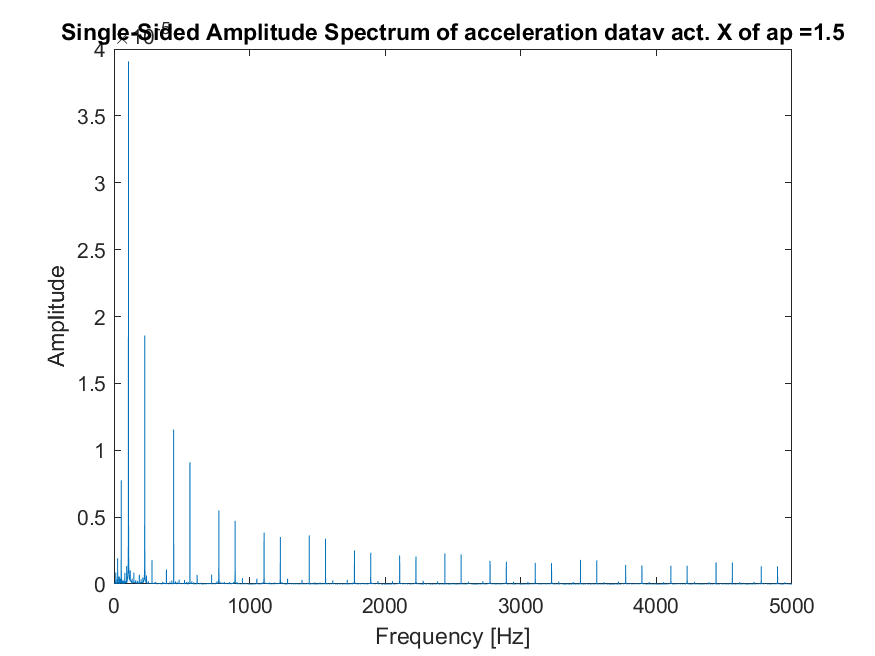 Single-Sided Amplitude Spectrum of acceleration datav act. X of ap =1.5
4
3.5
3
2.5
2
1.5
1
0.5
0
Amplitude
0 1000 2000 3000 4000 5000
Frequency [Hz]